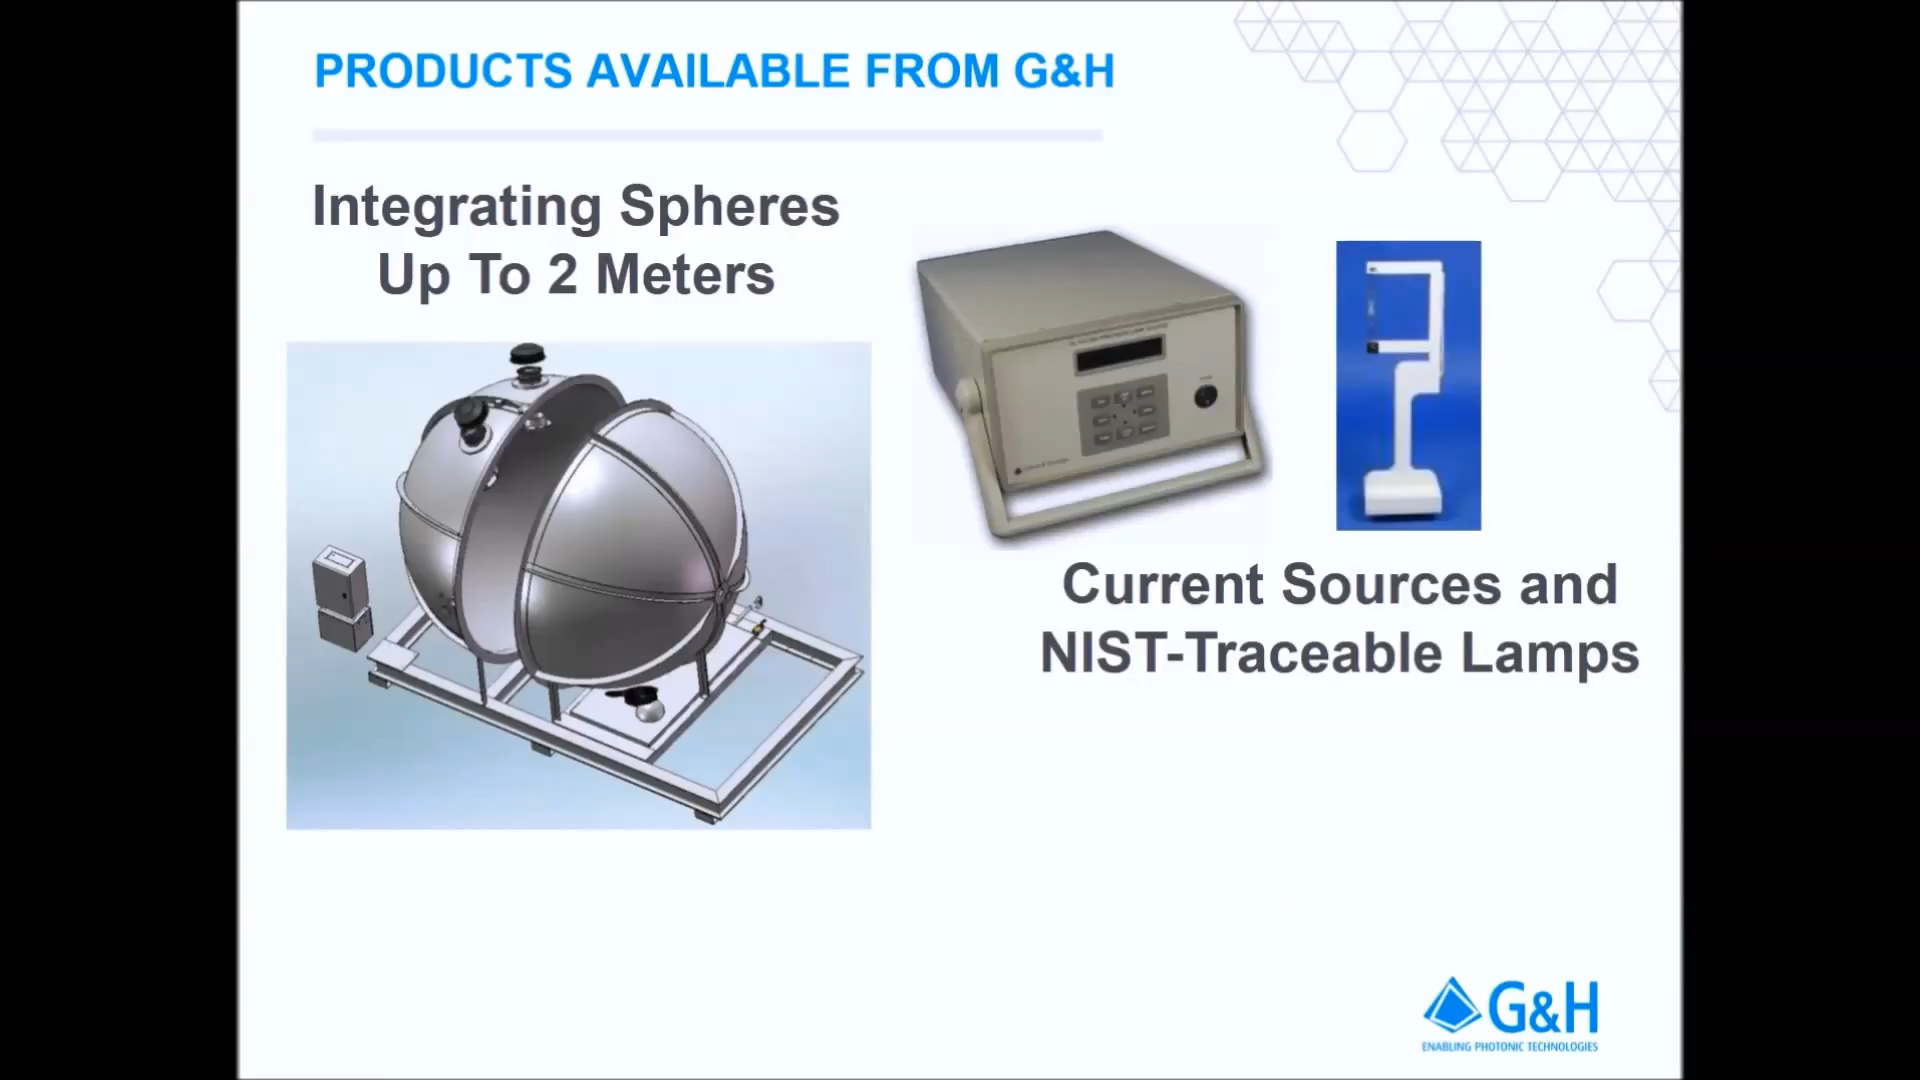 PRODUCTS AVAILABLE FROM G&H
Integrating Spheres
Up To 2 Meters
Current Sources and
NIST-Traceable Lamps
G&H
ENABLING PHOTONIC TECHNOLOGIES